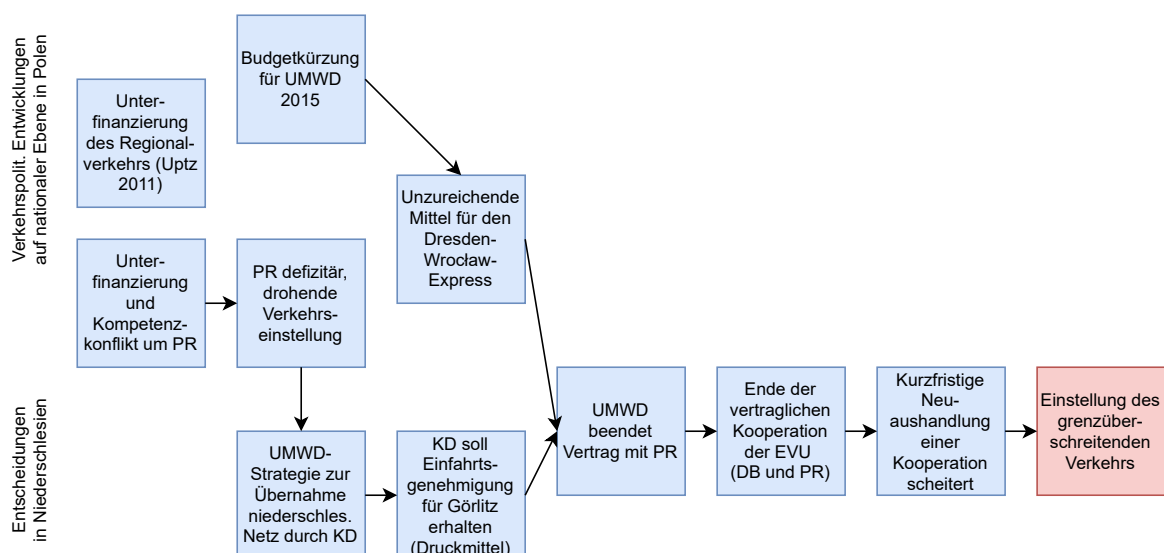 Verkehrspolit. Entwicklungen
auf nationaler Ebene in Polen
Budgetkürzung
für UMWD
2015
Unter-
finanzierung
des Regional-
verkehrs (Uptz
2011)
Unzureichende
Mittel für den
Dresden-
Wrocław-
Express
Unter-
finanzierung
und
Kompetenz-
konflikt um PR
PR defizitär,
drohende
Verkehrs-
einstellung
Entscheidungen
in Niederschlesien
UMWD-
Strategie zur
Übernahme
niederschles.
Netz durch KD
KD soll
Einfahrts-
genehmigung
für Görlitz
erhalten
(Druckmittel)
UMWD
beendet
Vertrag mit PR
Ende der
vertraglichen
Kooperation
der EVU
(DB und PR)
Kurzfristige
Neu-
aushandlung
einer
Kooperation
scheitert
Einstellung des
grenzüber-
schreitenden
Verkehrs